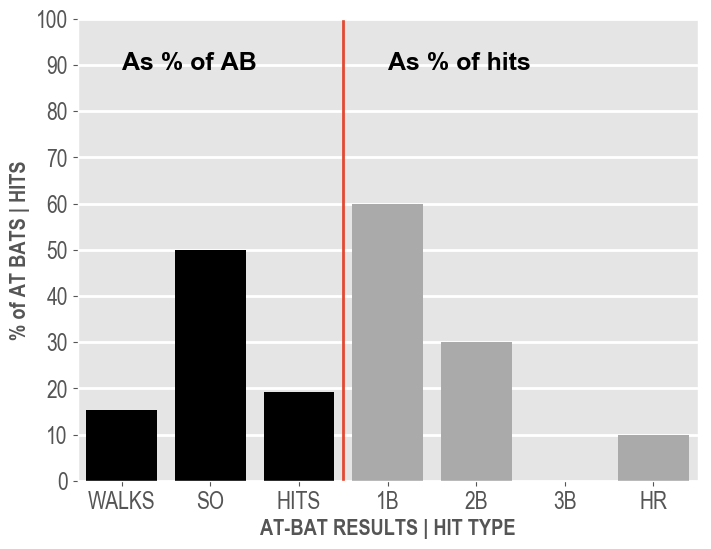 100
90
80
70
60
50
40
30
20
10
0
As % of AB
As % of hits
% of AT BATS | HITS
WALKS SO HITS 1B 2B 3B HR
AT-BAT RESULTS | HIT TYPE